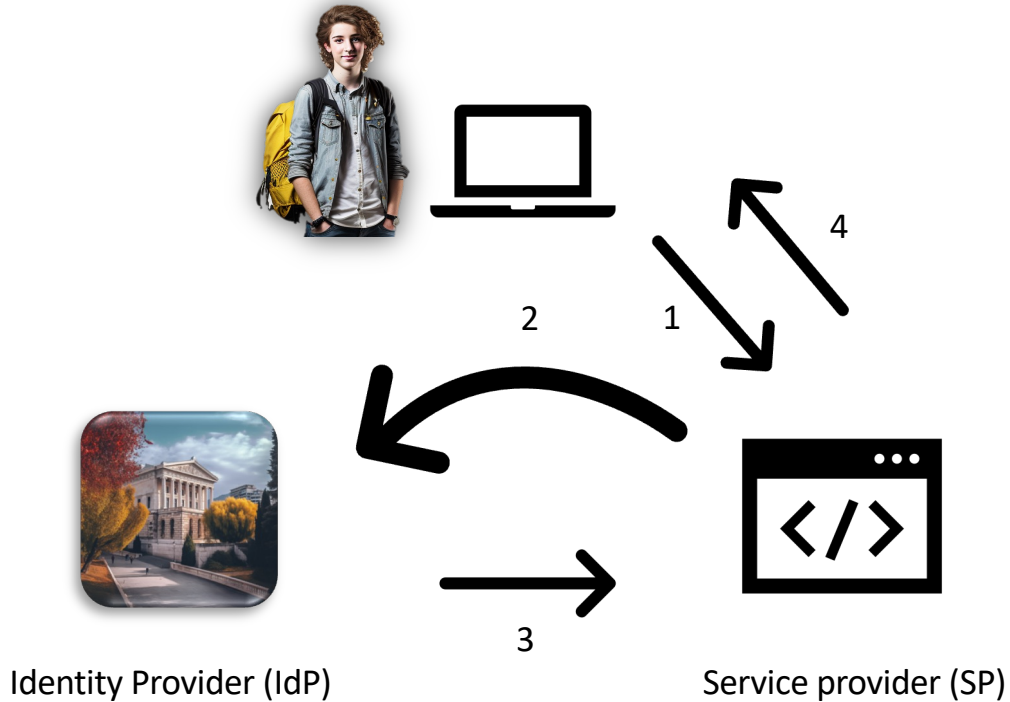 4
2
1
</>
3
Identity Provider (IdP)
Service provider (SP)